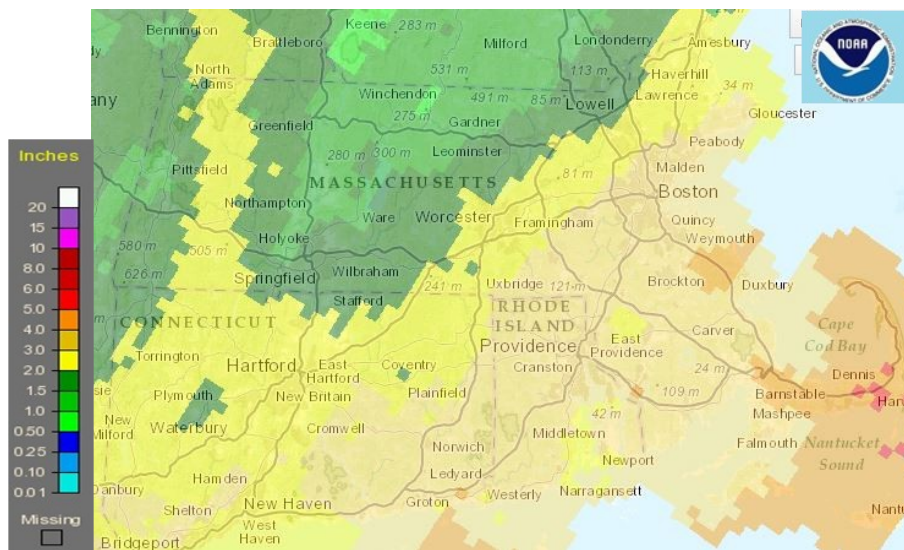 Inches
20
15
10
8.0
6.0
5.0
4.0
3.0
2.0
1.5
1.0
0.50
0.25
0.10
0.01
Missing
NOAA
Keene
283 m
Londonderry
Amesbury
Bennington
Brattleboro
Milford
Haverhill
North
Adams
531 m
113 m
34 m
Winchendon
491 m
85 m
Lowell
Lawrence
Gloucester
275 m
Gardner
Greenfield
Peabody
280 m
300 m
Leominster
Malden
Pittsfield
MASSACHUSETTS
81 m
Boston
Northampton
Ware
Worcester
Framingham
Quincy
Holyoke
Weymouth
580 m
505 m
626 m
Springfield
Wilbraham
241 m
Uxbridge
121 m
Brockton
Duxbury
Stafford
RHODE
ISLAND
CONNECTICUT
Cape
Cod Bay
Torrington
Hartford
East
Hartford
Coventry
Providence
East
Providence
Carver
24 m
Cranston
Dennis
Plymouth
New Britain
Plainfield
109 m
Barnstable
Mashpee
New
Milford
Waterbury
Cromwell
42 m
Middletown
Falmouth
Nantucket
Sound
Norwich
Hamden
Ledyard
Newport
Danbury
Shelton
New Haven
Groton
Westerly
Narragansett
West
Haven
Bridgeport